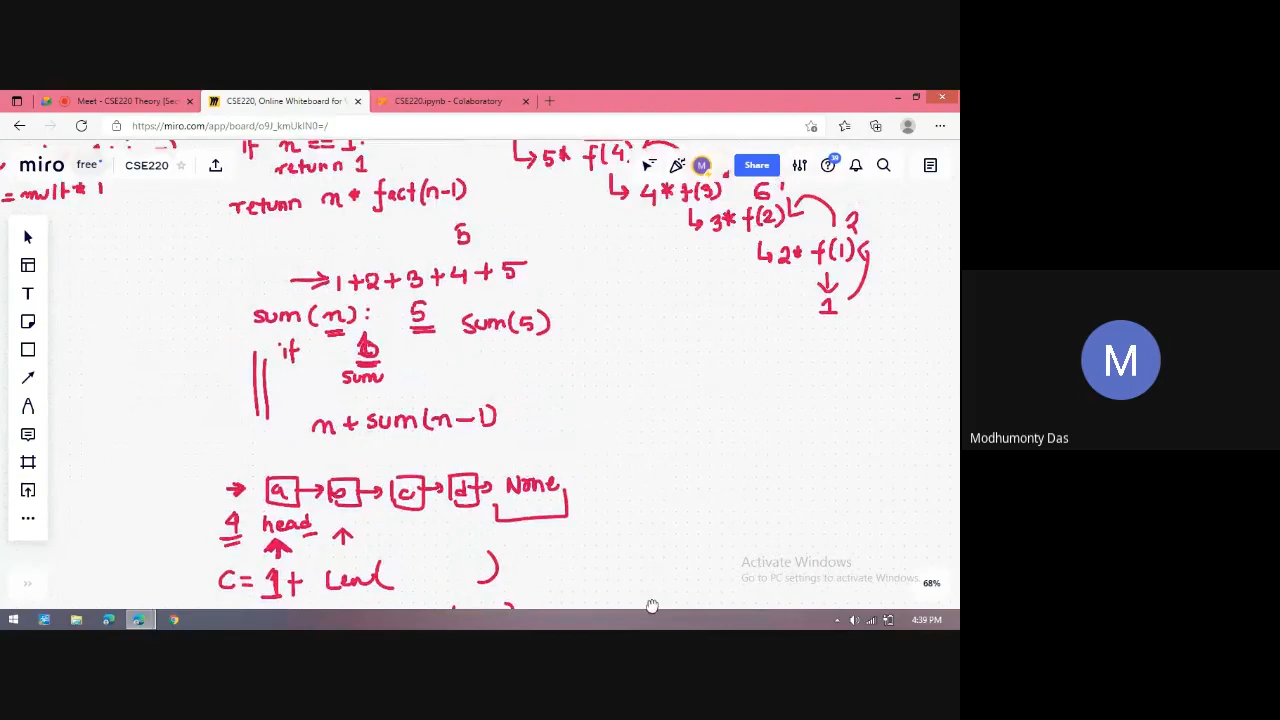 Meet - CSE220 Theory [Sec
CSE220, Online Whiteboard for
CSE220.ipynb - Colaboratory
https://miro.com/app/board/o9J_kmUklN0=/
miro free CSE220
Share
if n == 1:
return 1
= mult * 1
return n * fact(n-1)
5 * f(4)
4 * f(3) 6
3 * f(2) 2
2 * f(1)
1
5
1+2+3+4+5
sum(n): 5 sum(5)
if
sum
n + sum(n-1)
a b c d None
4 head
C = 1 +
Modhumonty Das
Activate Windows
Go to PC settings to activate Windows.
68%
4:39 PM
M